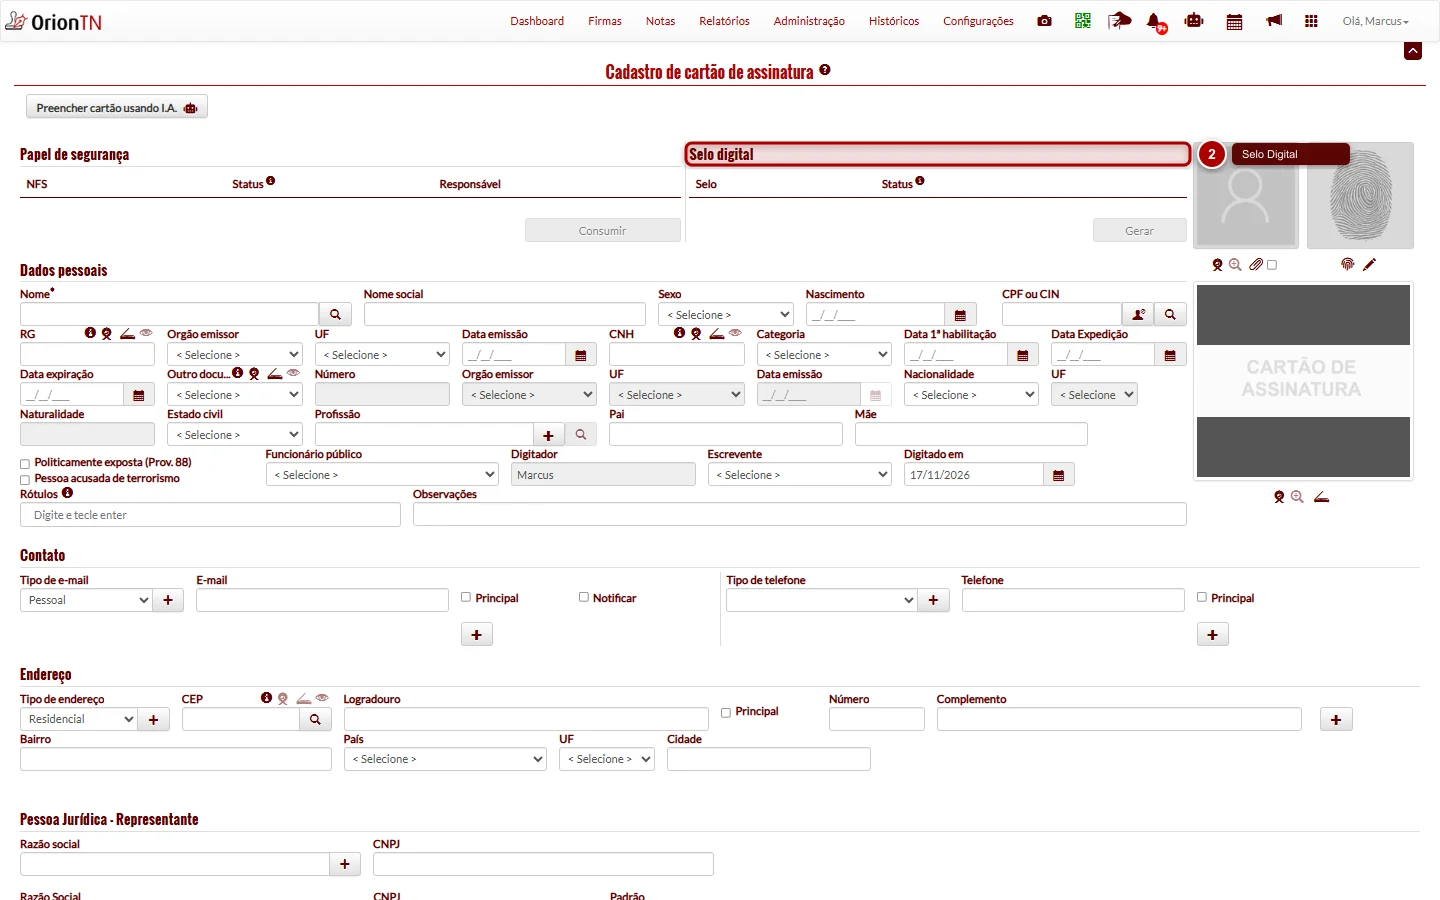 OrionTN
Dashboard Firmas Notas Relatórios Administração Históricos Configurações 9+ Olá, Marcus
Cadastro de cartão de assinatura
Preencher cartão usando I.A.
Papel de segurança
Selo digital
2
Selo Digital
NFS Status Responsável
Selo Status
Consumir
Gerar
Dados pessoais
Nome* Nome social Sexo Nascimento CPF ou CIN
< Selecione > __/__/____
RG Orgão emissor UF Data emissão CNH Categoria Data 1ª habilitação Data Expedição
< Selecione > < Selecione > __/__/____ < Selecione > __/__/____ __/__/____
Data expiração Outro docu... Número Orgão emissor UF Data emissão Nacionalidade UF
__/__/____ < Selecione > < Selecione > < Selecione > __/__/____ < Selecione > < Selecione
CARTÃO DE
ASSINATURA
Naturalidade Estado civil Profissão Pai Mãe
< Selecione >
Politicamente exposta (Prov. 88)
Pessoa acusada de terrorismo
Funcionário público Digitador Escrevente Digitado em
< Selecione > Marcus < Selecione > 17/11/2026
Rótulos Observações
Digite e tecle enter
Contato
Tipo de e-mail E-mail Principal Notificar Tipo de telefone Telefone Principal
Pessoal
Endereço
Tipo de endereço CEP Logradouro Principal Número Complemento
Residencial
Bairro País UF Cidade
< Selecione > < Selecione >
Pessoa Jurídica - Representante
Razão social CNPJ
Razão Social CNPJ Padrão